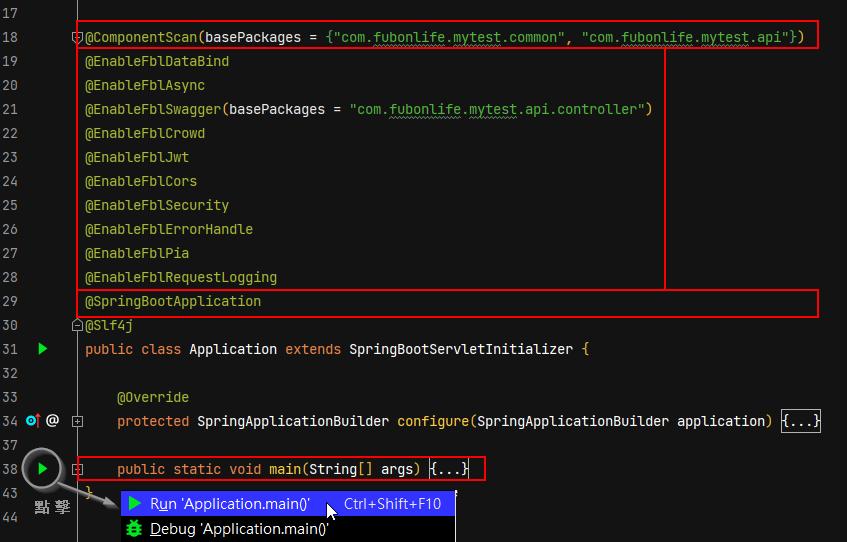 17
18 @ComponentScan(basePackages = {"com.fubonlife.mytest.common", "com.fubonlife.mytest.api"})
19 @EnableFblDataBind
20 @EnableFblAsync
21 @EnableFblSwagger(basePackages = "com.fubonlife.mytest.api.controller")
22 @EnableFblCrowd
23 @EnableFblJwt
24 @EnableFblCors
25 @EnableFblSecurity
26 @EnableFblErrorHandle
27 @EnableFblPia
28 @EnableFblRequestLogging
29 @SpringBootApplication
30 @Slf4j
31 public class Application extends SpringBootServletInitializer {
32
33 @Override
34 @ protected SpringApplicationBuilder configure(SpringApplicationBuilder application) {...}
37
38 public static void main(String[] args) {...}
43 }
Run 'Application.main()' Ctrl+Shift+F10
點擊
44
Debug 'Application.main()'